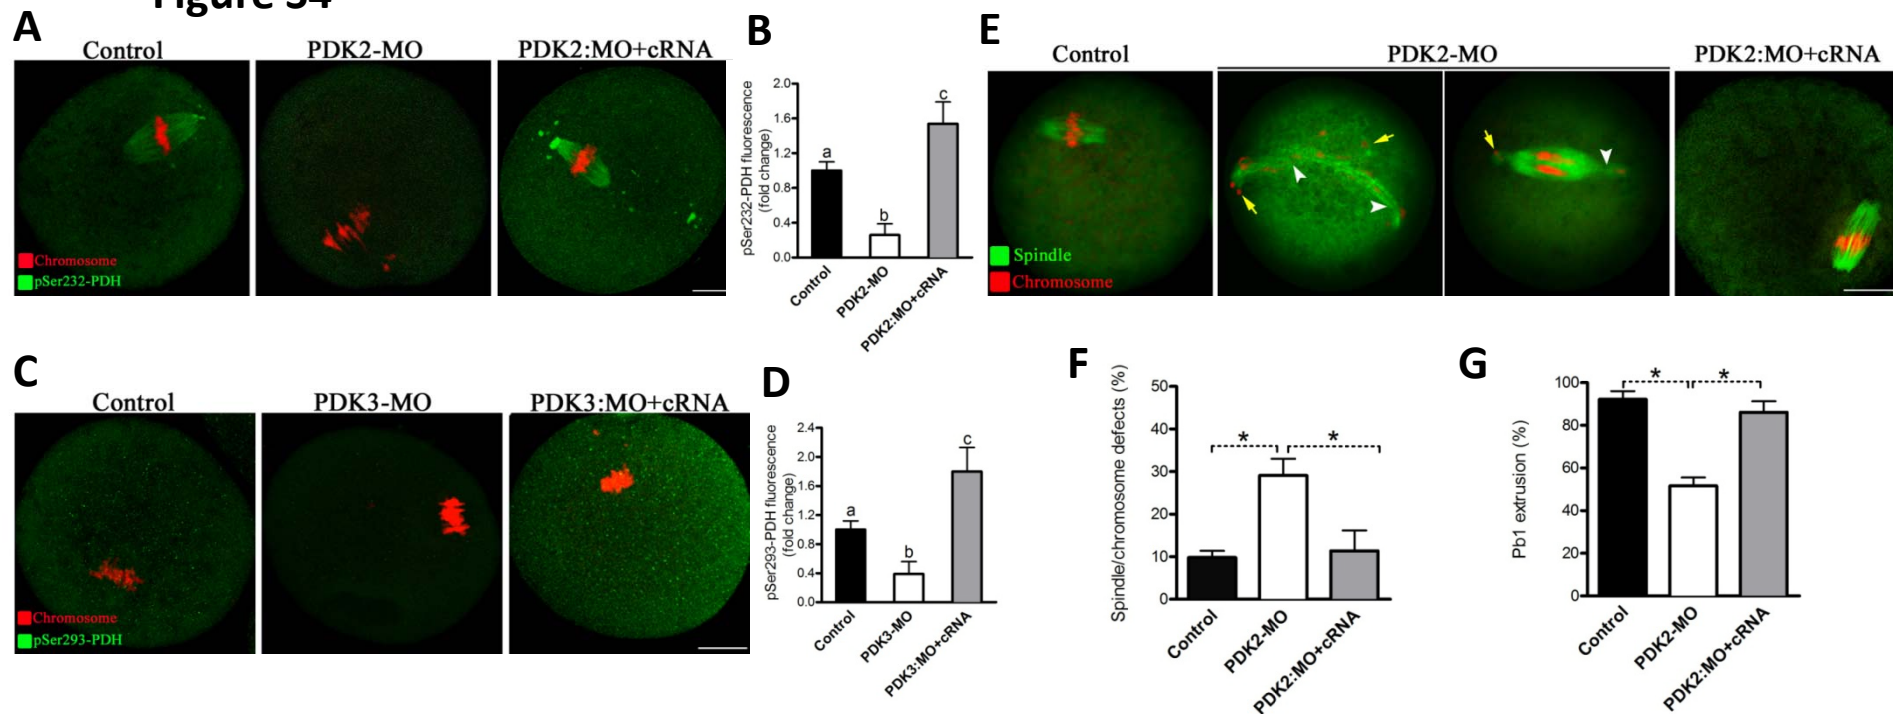 Figure S4
A
Control
PDK2-MO
PDK2:MO+cRNA
Chromosome
pSer232-PDH
B
pSer232-PDH fluorescence
(fold change)
2.0
1.6
1.2
0.8
0.4
0.0
a
b
c
Control
PDK2-MO
PDK2:MO+cRNA
E
Control
PDK2-MO
PDK2:MO+cRNA
Spindle
Chromosome
C
Control
PDK3-MO
PDK3:MO+cRNA
Chromosome
pSer293-PDH
D
pSer293-PDH fluorescence
(fold change)
2.4
2.0
1.6
1.2
0.8
0.4
0.0
a
b
c
Control
PDK3-MO
PDK3:MO+cRNA
F
Spindle/chromosome defects (%)
50
40
30
20
10
0
* *
Control
PDK2-MO
PDK2:MO+cRNA
G
Pb1 extrusion (%)
100
80
60
40
20
0
* *
Control
PDK2-MO
PDK2:MO+cRNA